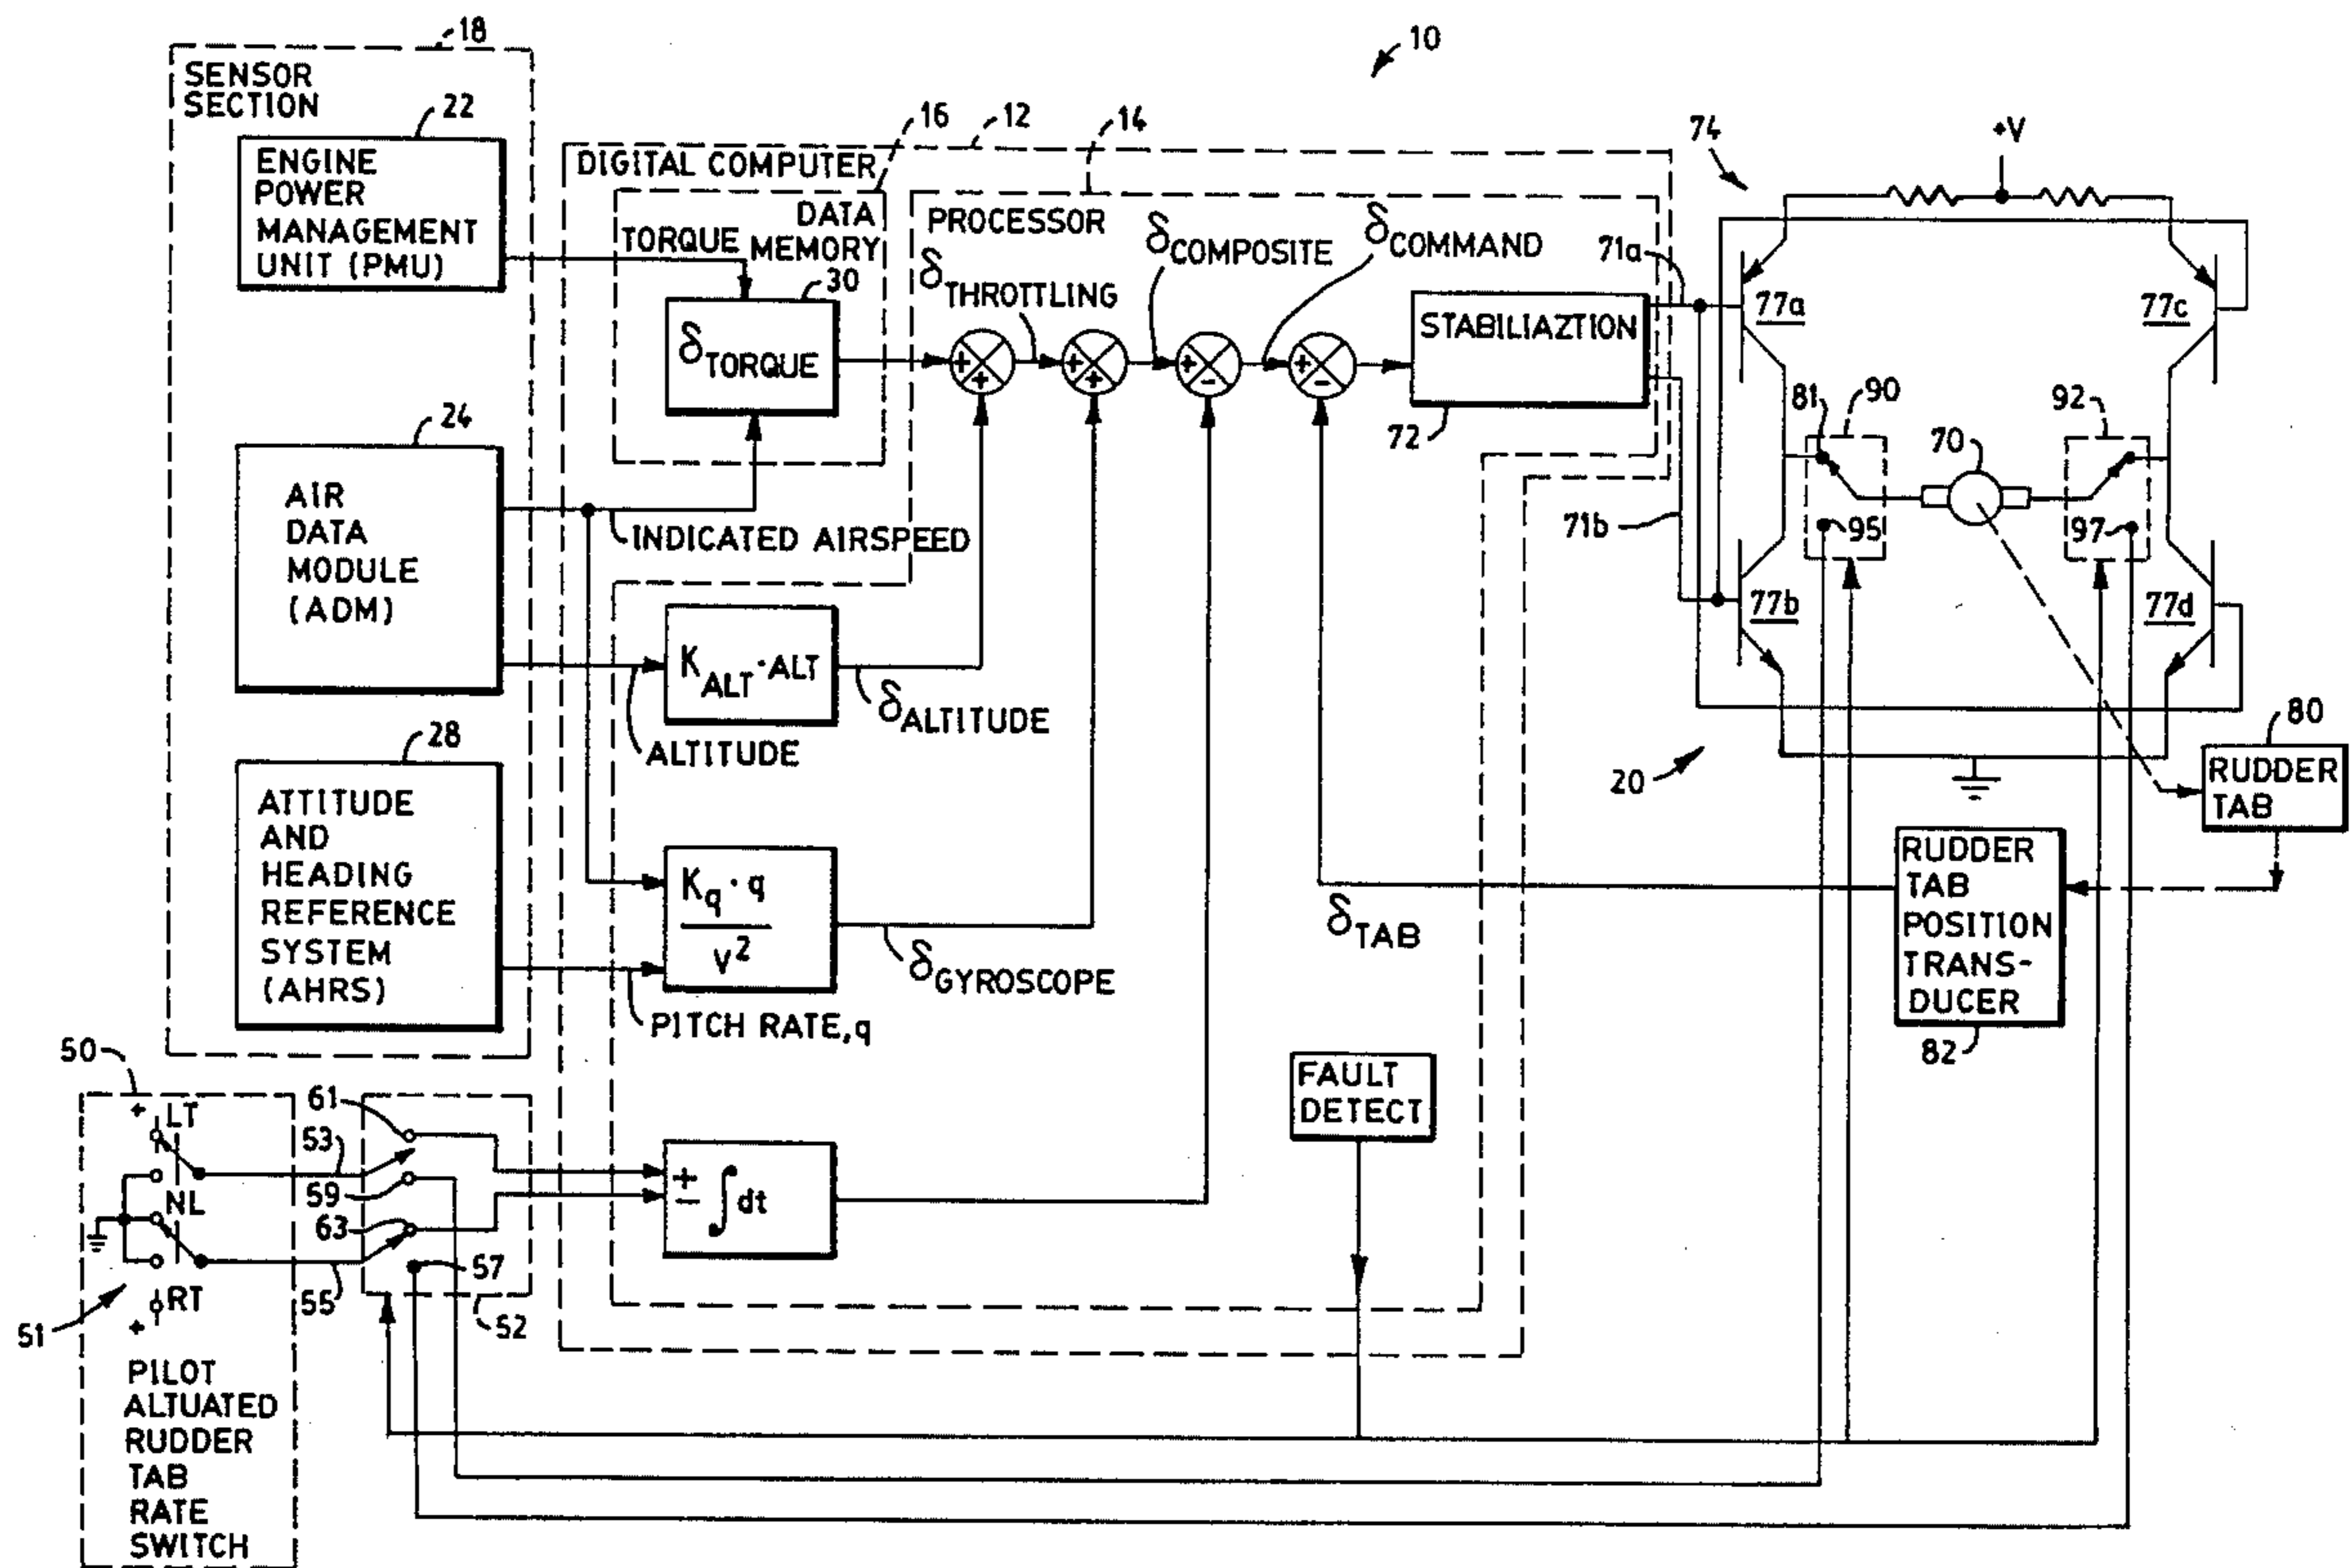 10
18
SENSOR
SECTION
22
ENGINE
POWER
MANAGEMENT
UNIT (PMU)
24
AIR
DATA
MODULE
(ADM)
28
ATTITUDE
AND
HEADING
REFERENCE
SYSTEM
(AHRS)
16
12
14
DIGITAL COMPUTER
DATA
MEMORY
TORQUE
30
δTORQUE
PROCESSOR
δTHROTTLING
δCOMPOSITE
δCOMMAND
+
+
+
+
+
-
+
-
STABILIAZTION
72
71a
71b
INDICATED AIRSPEED
KALT·ALT
δALTITUDE
ALTITUDE
Kq·q
V²
δGYROSCOPE
PITCH RATE,q
δTAB
74
+V
77a
77c
81
90
92
70
95
97
77b
77d
20
80
RUDDER
TAB
RUDDER
TAB
POSITION
TRANS-
DUCER
82
FAULT
DETECT
50
+
LT
53
NL
55
RT
+
51
61
59
63
57
52
+
-
∫dt
PILOT
ALTUATED
RUDDER
TAB
RATE
SWITCH